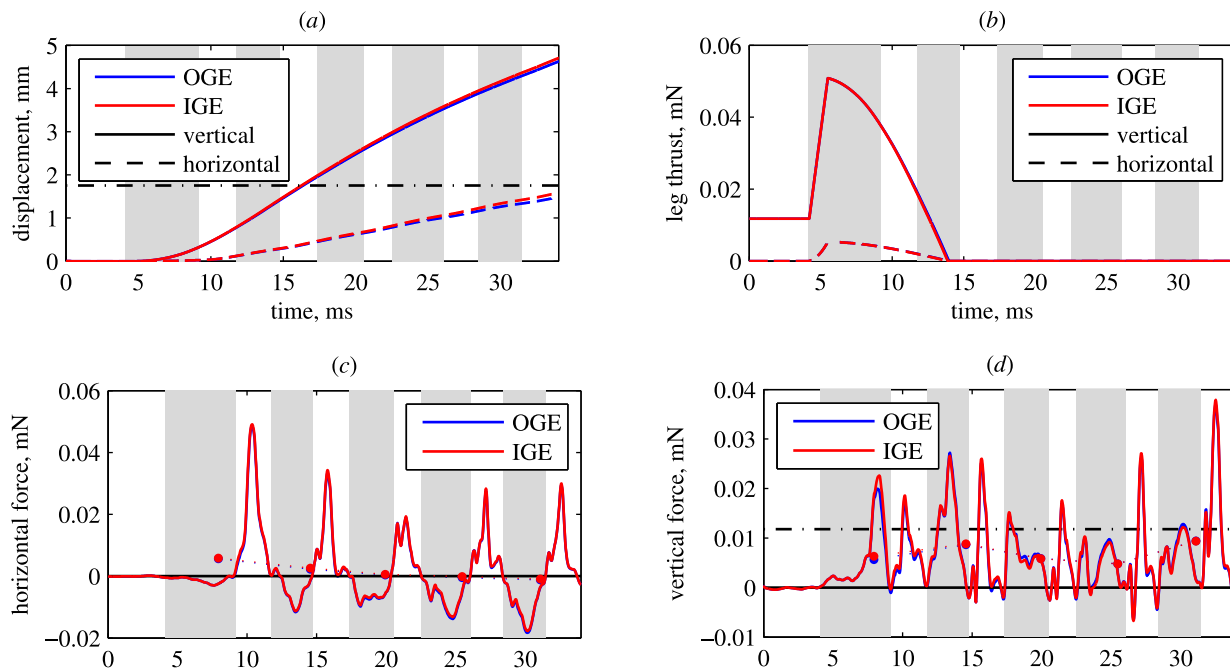 (a)
displacement, mm
5
4
3
2
1
0
OGE
IGE
vertical
horizontal
0 5 10 15 20 25 30
time, ms
(b)
leg thrust, mN
0.06
0.04
0.02
0
OGE
IGE
vertical
horizontal
0 5 10 15 20 25 30
time, ms
(c)
horizontal force, mN
0.06
0.04
0.02
0
−0.02
OGE
IGE
0 5 10 15 20 25 30
(d)
vertical force, mN
0.04
0.03
0.02
0.01
0
−0.01
OGE
IGE
0 5 10 15 20 25 30